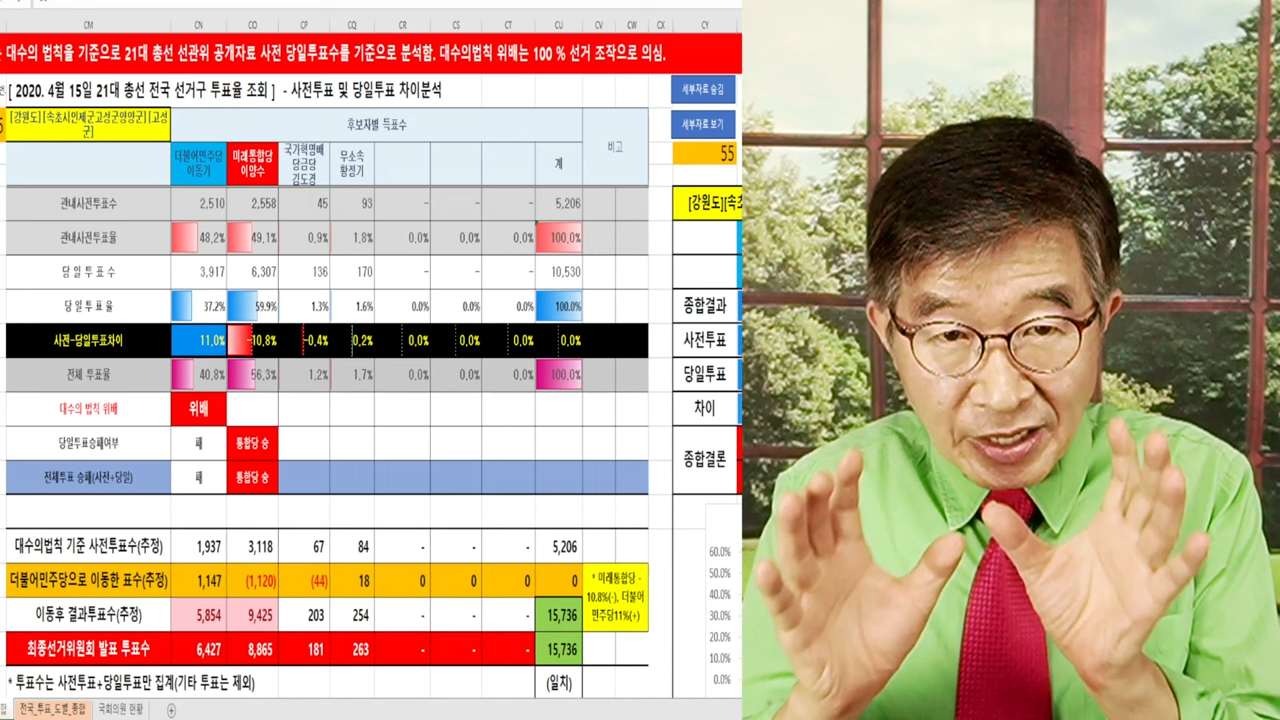 CM CN CO CP CQ CR CS CT CU CV CW CX CY
대수의 법칙을 기준으로 21대 총선 선관위 공개자료 사전 당일투표수를 기준으로 분석함. 대수의법칙 위배는 100 % 선거 조작으로 의심.
[ 2020. 4월 15일 21대 총선 전국 선거구 투표율 조회 ] - 사전투표 및 당일투표 차이분석
세부자료 숨김
[강원도][속초시인제군고성군양양군][고성군]
후보자별 득표수
비고
세부자료 보기
55
더불어민주당
이동기
미래통합당
이양수
국가혁명배
당금당
김도경
무소속
황정기
계
관내사전투표수 2,510 2,558 45 93 - - - 5,206
[강원도][속초
관내사전투표율 48,2% 49,1% 0,9% 1,8% 0,0% 0,0% 0,0% 100,0%
당 일 투 표 수 3,917 6,307 136 170 - - - 10,530
당 일 투 표 율 37.2% 59.9% 1.3% 1.6% 0.0% 0.0% 0.0% 100.0%
종합결과
사전-당일투표차이 11,0% -10,8% -0,4% 0,2% 0,0% 0,0% 0,0% 0,0%
사전투표
전체 투표율 40,8% 56,3% 1,2% 1,7% 0,0% 0,0% 0,0% 100,0%
당일투표
대수의 법칙 위배 위배
차이
당일투표승패여부 패 통합당 승
종합결론
전체투표 승패(사전+당일) 패 통합당 승
대수의법칙 기준 사전투표수(추정) 1,937 3,118 67 84 - - - 5,206
더불어민주당으로 이동한 표수(추정) 1,147 (1,120) (44) 18 0 0 0 0
* 미래통합당 -
10.8%(-), 더불어
민주당11%(+)
이동후 결과투표수(추정) 5,854 9,425 203 254 - - - 15,736
최종선거위원회 발표 투표수 6,427 8,865 181 263 - - - 15,736
* 투표수는 사전투표+당일투표만 집계(기타 투표는 제외) (일치)
60.0%
50.0%
40.0%
30.0%
20.0%
10.0%
0.0%
전국_투표_도별_종합 국회의원 현황